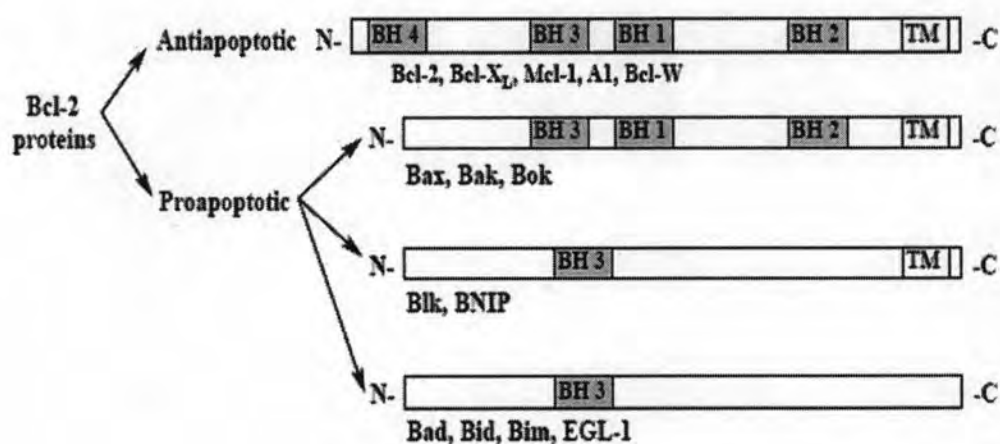 Antiapoptotic N- BH 4 BH 3 BH 1 BH 2 TM -C
Bcl-2, Bcl-X_L, Mcl-1, A1, Bcl-W
Bcl-2
proteins
N- BH 3 BH 1 BH 2 TM -C
Bax, Bak, Bok
Proapoptotic
N- BH 3 TM -C
Blk, BNIP
N- BH 3 -C
Bad, Bid, Bim, EGL-1